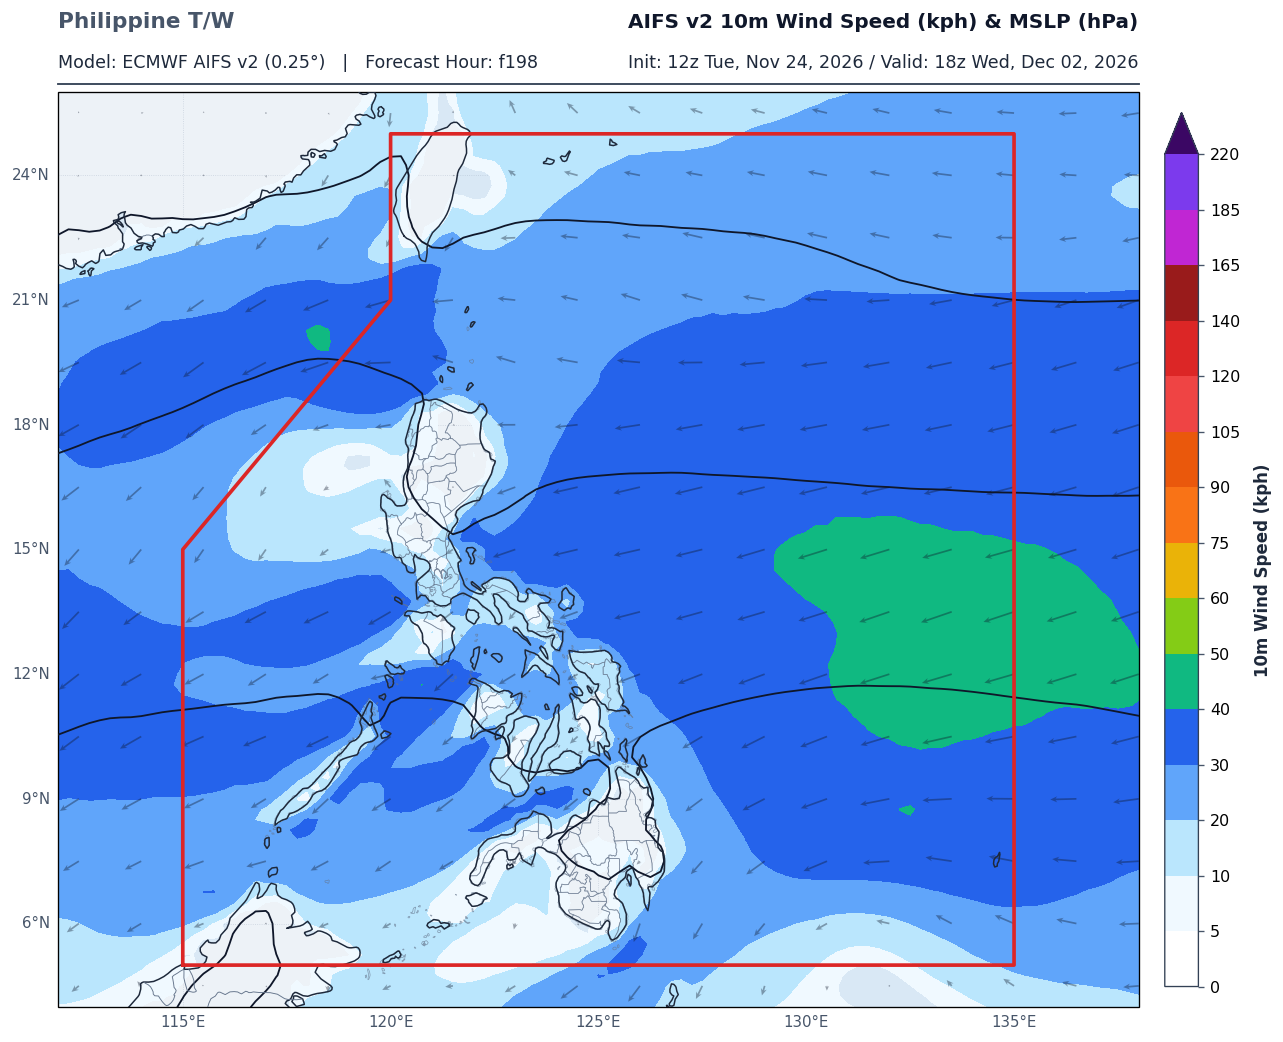 Philippine T/W
AIFS v2 10m Wind Speed (kph) & MSLP (hPa)
Model: ECMWF AIFS v2 (0.25°) | Forecast Hour: f198
Init: 12z Tue, Nov 24, 2026 / Valid: 18z Wed, Dec 02, 2026
24°N
21°N
18°N
15°N
12°N
9°N
6°N
115°E
120°E
125°E
130°E
135°E
220
185
165
140
120
105
90
75
60
50
40
30
20
10
5
0
10m Wind Speed (kph)